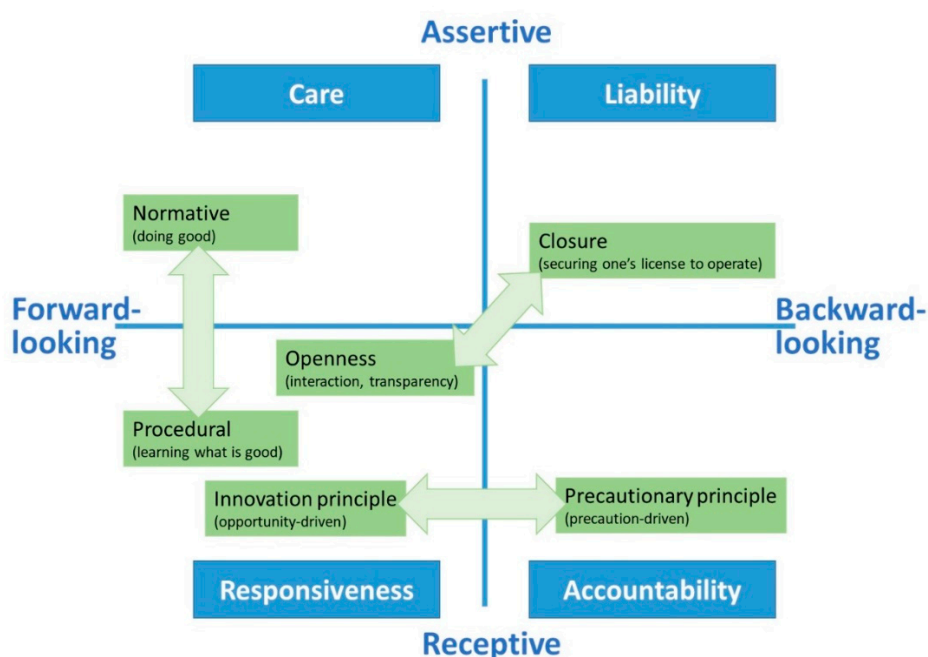 Assertive
Care
Liability
Normative
(doing good)
Closure
(securing one's license to operate)
Forward-
looking
Backward-
looking
Openness
(interaction, transparency)
Procedural
(learning what is good)
Innovation principle
(opportunity-driven)
Precautionary principle
(precaution-driven)
Responsiveness
Accountability
Receptive